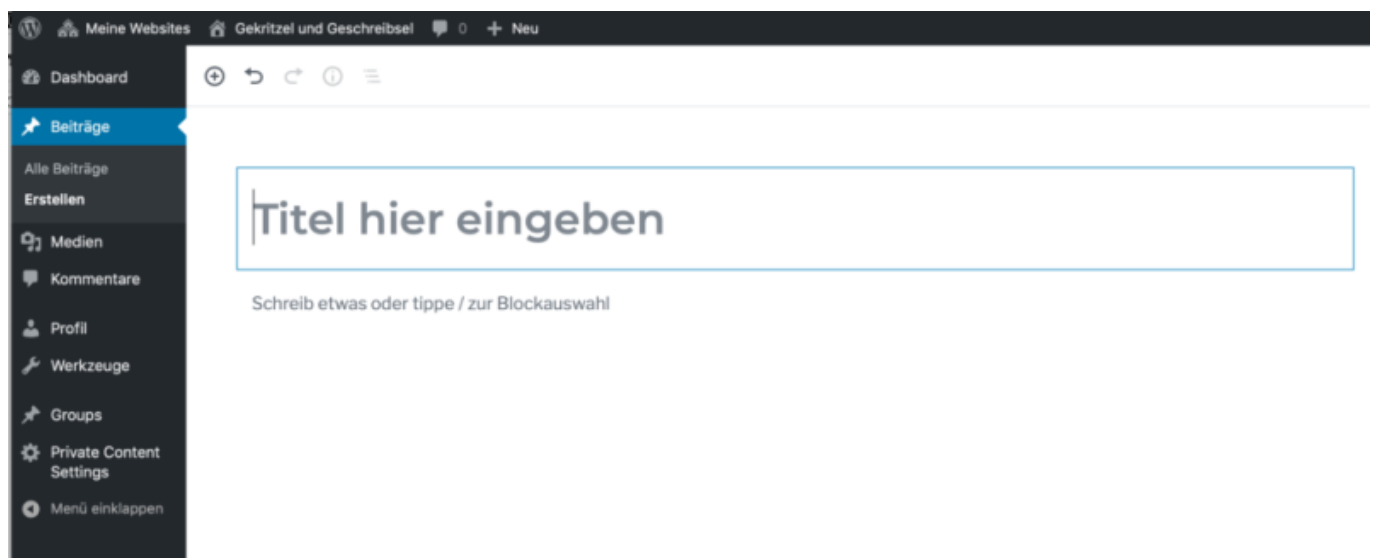 Meine Websites Gekritzel und Geschreibsel 0 + Neu
Dashboard
Beiträge
Alle Beiträge
Erstellen
Medien
Kommentare
Profil
Werkzeuge
Groups
Private Content
Settings
Menü einklappen
Titel hier eingeben
Schreib etwas oder tippe / zur Blockauswahl